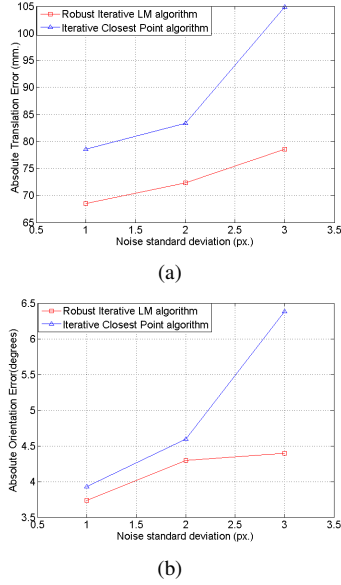 105
100
95
90
85
80
75
70
65
Absolute Translation Error (mm.)
Robust Iterative LM algorithm
Iterative Closest Point algorithm
0.5 1 1.5 2 2.5 3 3.5
Noise standard deviation (px.)
(a)
6.5
6
5.5
5
4.5
4
3.5
Absolute Orientation Error(degrees)
Robust Iterative LM algorithm
Iterative Closest Point algorithm
0.5 1 1.5 2 2.5 3 3.5
Noise standard deviation (px.)
(b)